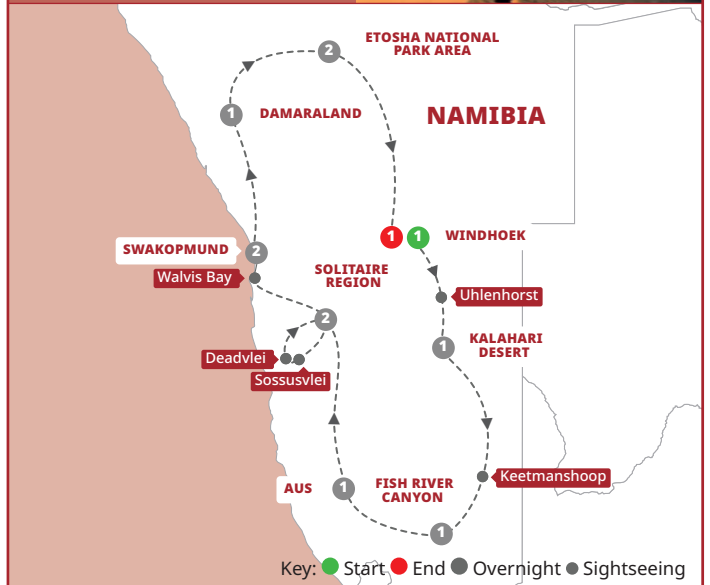 ETOSHA NATIONAL
PARK AREA
2
1
DAMARALAND
NAMIBIA
1
1
WINDHOEK
SWAKOPMUND
2
Walvis Bay
SOLITAIRE
REGION
Uhlenhorst
2
1
KALAHARI
DESERT
Deadvlei
Sossusvlei
Keetmanshoop
AUS
1
FISH RIVER
CANYON
1
Key: Start End Overnight Sightseeing